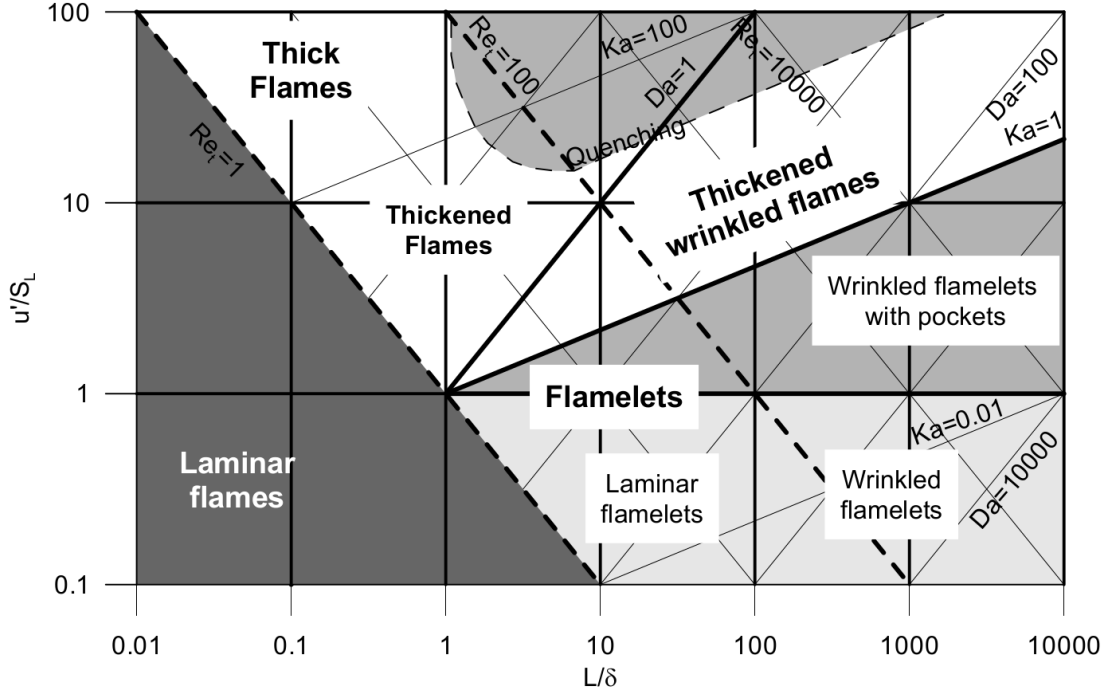 100
10
1
0.1
u'/S_L
Thick
Flames
Re_t=1
Re_t=100
Ka=100
Da=1
Re_t=10000
Da=100
Ka=1
Quenching
Thickened
Flames
Thickened
wrinkled flames
Wrinkled flamelets
with pockets
Flamelets
Laminar
flames
Laminar
flamelets
Wrinkled
flamelets
Ka=0.01
Da=10000
0.01
0.1
1
10
100
1000
10000
L/δ